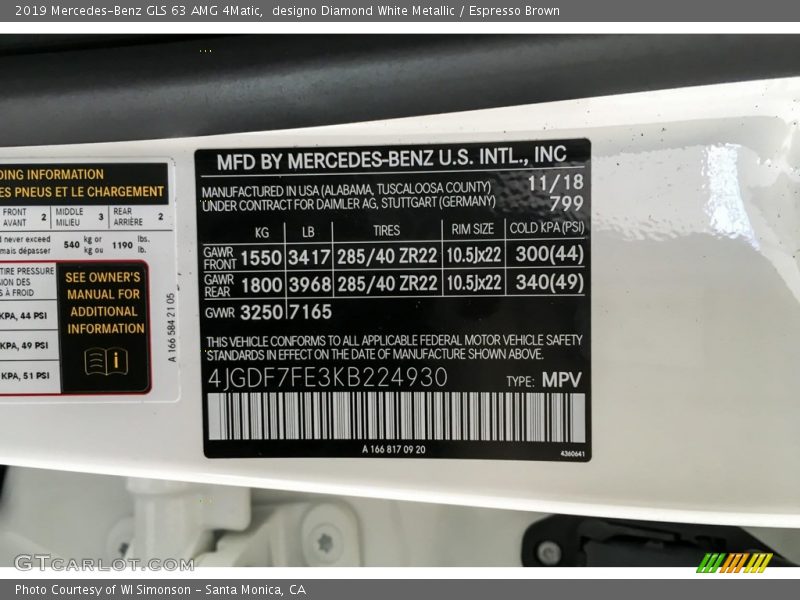 2019 Mercedes-Benz GLS 63 AMG 4Matic, designo Diamond White Metallic / Espresso Brown
DING INFORMATION
ES PNEUS ET LE CHARGEMENT
FRONT AVANT 2 MIDDLE MILIEU 3 REAR ARRIÈRE 2
never exceed
mais dépasser 540 kg or kg ou 1190 lbs. lb.
TIRE PRESSURE
ION DES
À FROID
KPA, 44 PSI
KPA, 49 PSI
KPA, 51 PSI
SEE OWNER'S
MANUAL FOR
ADDITIONAL
INFORMATION
i
A 166 584 21 05
MFD BY MERCEDES-BENZ U.S. INTL., INC
MANUFACTURED IN USA (ALABAMA, TUSCALOOSA COUNTY) 11/18
UNDER CONTRACT FOR DAIMLER AG, STUTTGART (GERMANY) 799
KG LB TIRES RIM SIZE COLD KPA (PSI)
GAWR FRONT 1550 3417 285/40 ZR22 10.5Jx22 300(44)
GAWR REAR 1800 3968 285/40 ZR22 10.5Jx22 340(49)
GVWR 3250 7165
THIS VEHICLE CONFORMS TO ALL APPLICABLE FEDERAL MOTOR VEHICLE SAFETY
STANDARDS IN EFFECT ON THE DATE OF MANUFACTURE SHOWN ABOVE.
4JGDF7FE3KB224930 TYPE: MPV
A 166 817 09 20
4360641
GTCARLOT.COM
Photo Courtesy of WI Simonson - Santa Monica, CA